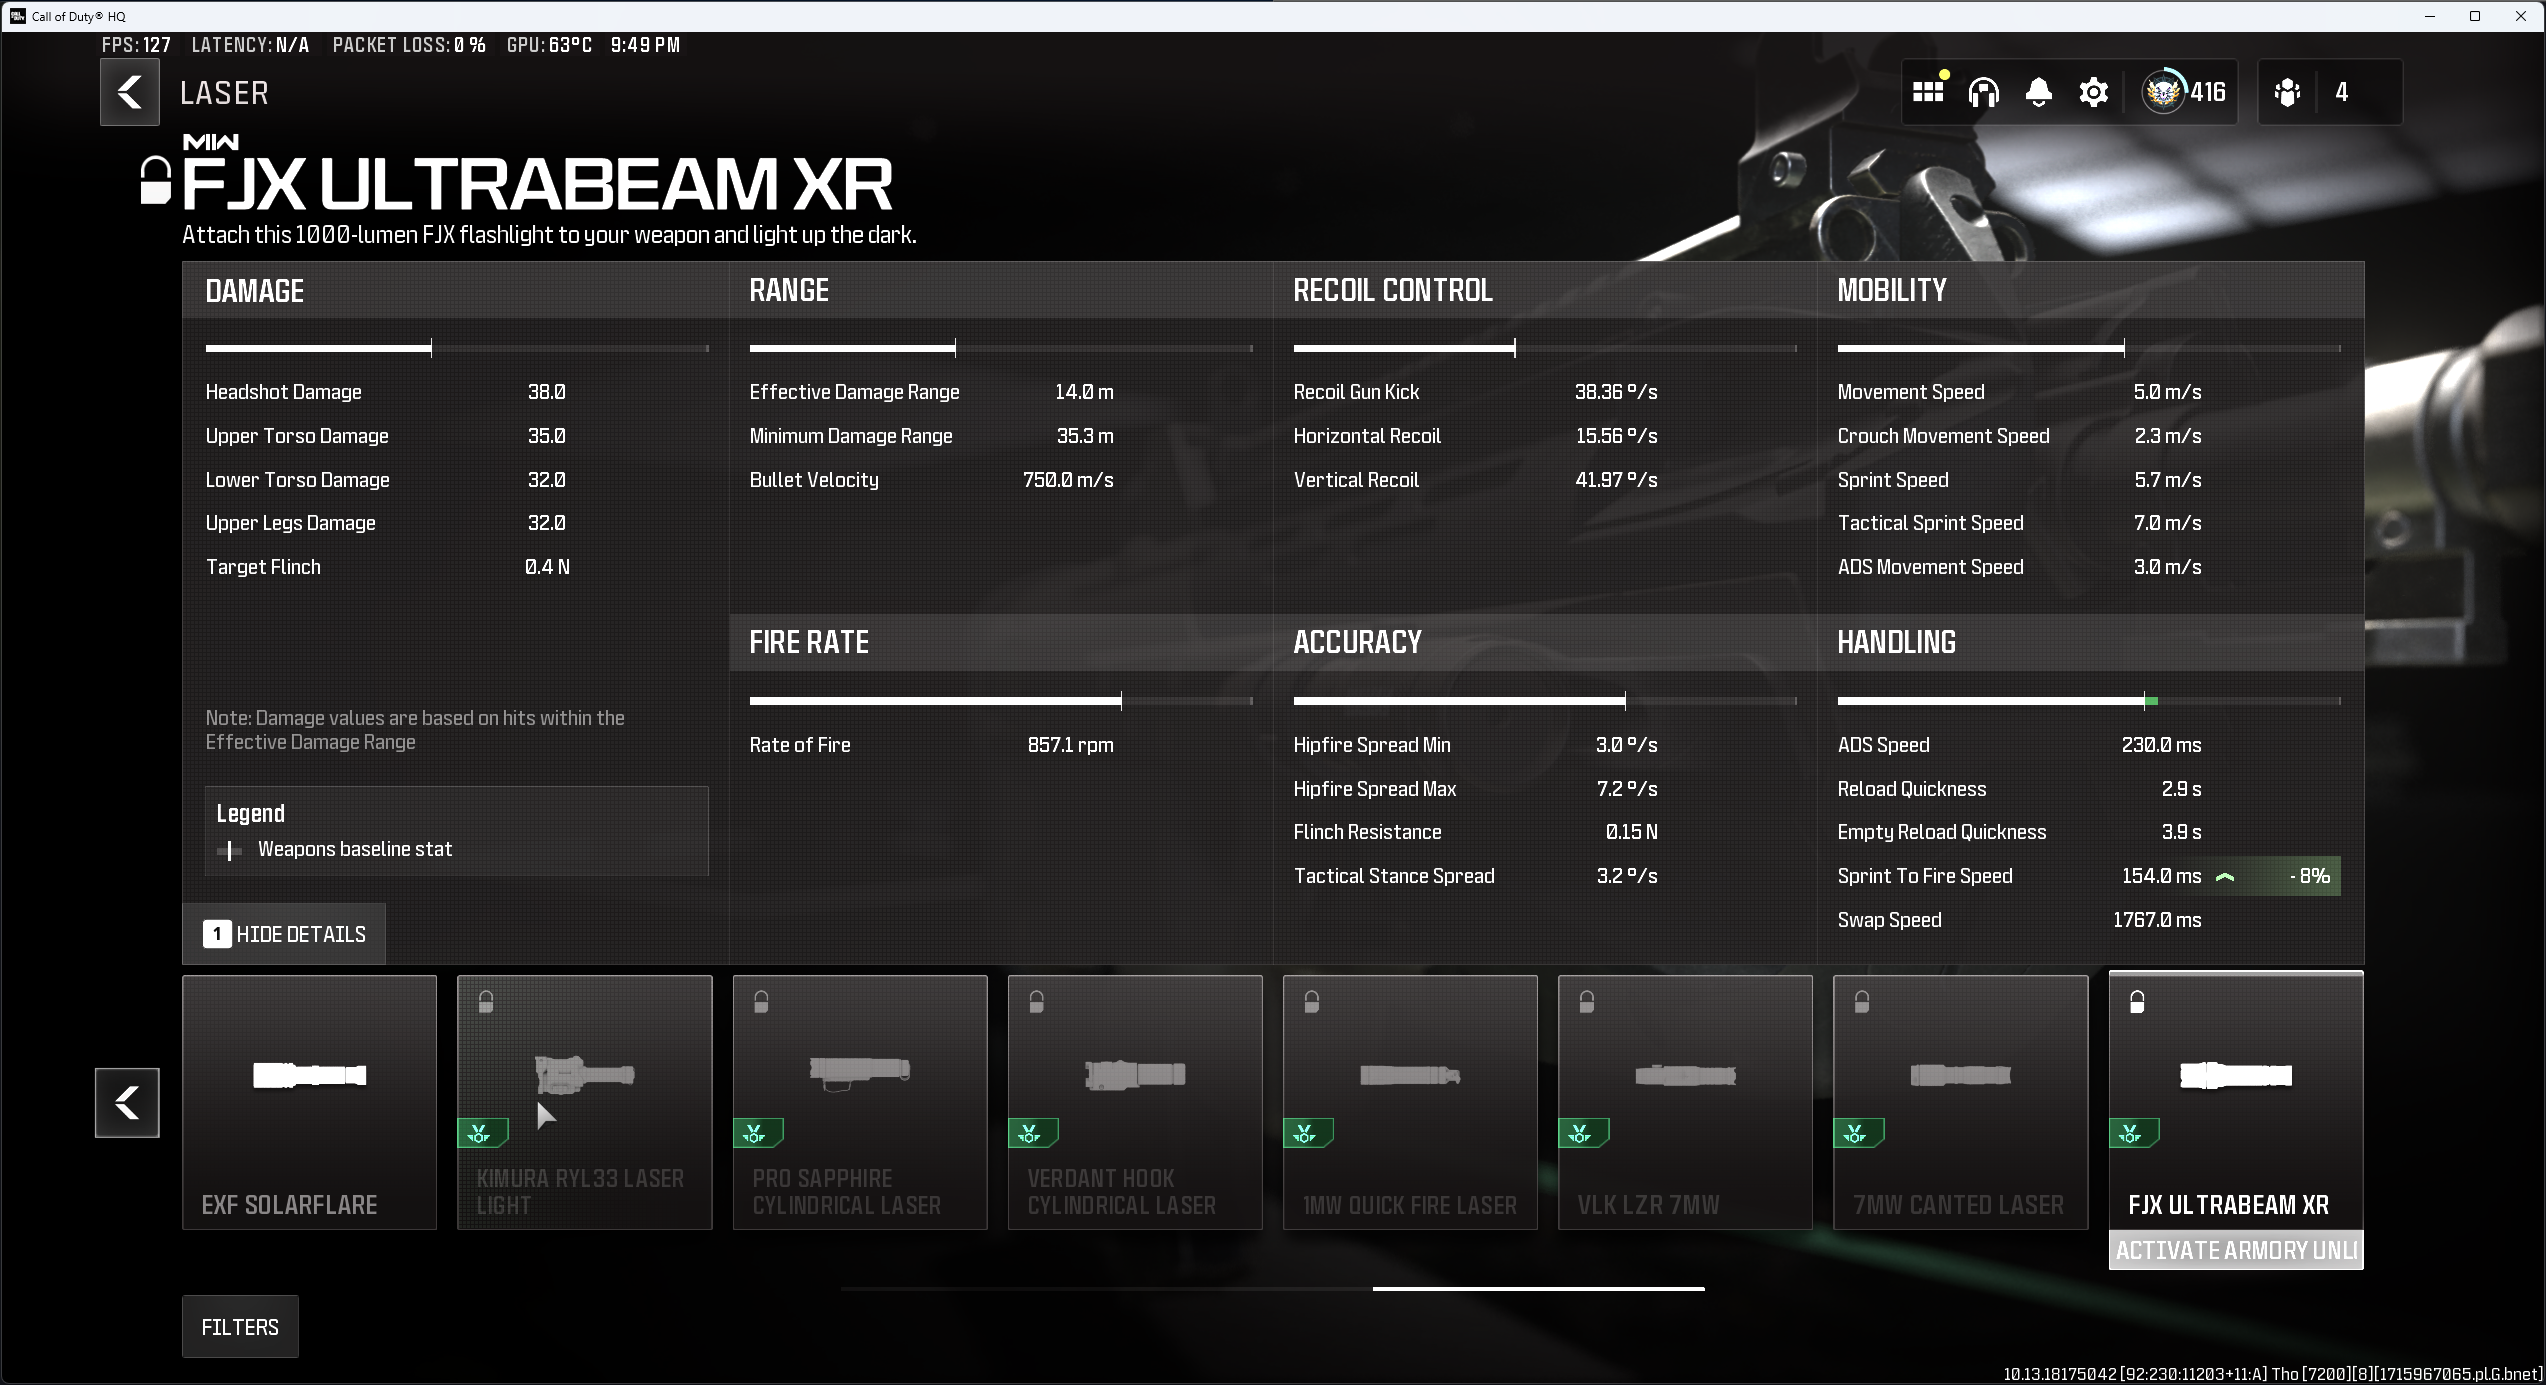 Call of Duty® HQ
FPS: 127 LATENCY: N/A PACKET LOSS: 0 % GPU: 63°C 9:49 PM
LASER
416
4
MW
FJX ULTRABEAM XR
Attach this 1000-lumen FJX flashlight to your weapon and light up the dark.
DAMAGE
Headshot Damage 38.0
Upper Torso Damage 35.0
Lower Torso Damage 32.0
Upper Legs Damage 32.0
Target Flinch 0.4 N
Note: Damage values are based on hits within the
Effective Damage Range
Legend
Weapons baseline stat
1 HIDE DETAILS
RANGE
Effective Damage Range 14.0 m
Minimum Damage Range 35.3 m
Bullet Velocity 750.0 m/s
FIRE RATE
Rate of Fire 857.1 rpm
RECOIL CONTROL
Recoil Gun Kick 38.36 º/s
Horizontal Recoil 15.56 º/s
Vertical Recoil 41.97 º/s
ACCURACY
Hipfire Spread Min 3.0 º/s
Hipfire Spread Max 7.2 º/s
Flinch Resistance 0.15 N
Tactical Stance Spread 3.2 º/s
MOBILITY
Movement Speed 5.0 m/s
Crouch Movement Speed 2.3 m/s
Sprint Speed 5.7 m/s
Tactical Sprint Speed 7.0 m/s
ADS Movement Speed 3.0 m/s
HANDLING
ADS Speed 230.0 ms
Reload Quickness 2.9 s
Empty Reload Quickness 3.9 s
Sprint To Fire Speed 154.0 ms - 8%
Swap Speed 1767.0 ms
EXF SOLARFLARE
KIMURA RYL33 LASER
LIGHT
PRO SAPPHIRE
CYLINDRICAL LASER
VERDANT HOOK
CYLINDRICAL LASER
1MW QUICK FIRE LASER
VLK LZR 7MW
7MW CANTED LASER
FJX ULTRABEAM XR
ACTIVATE ARMORY UNL
FILTERS
10.13.18175042 [92:230:11203+11:A] Tho [7200][8][1715967065.pl.G.bnet]